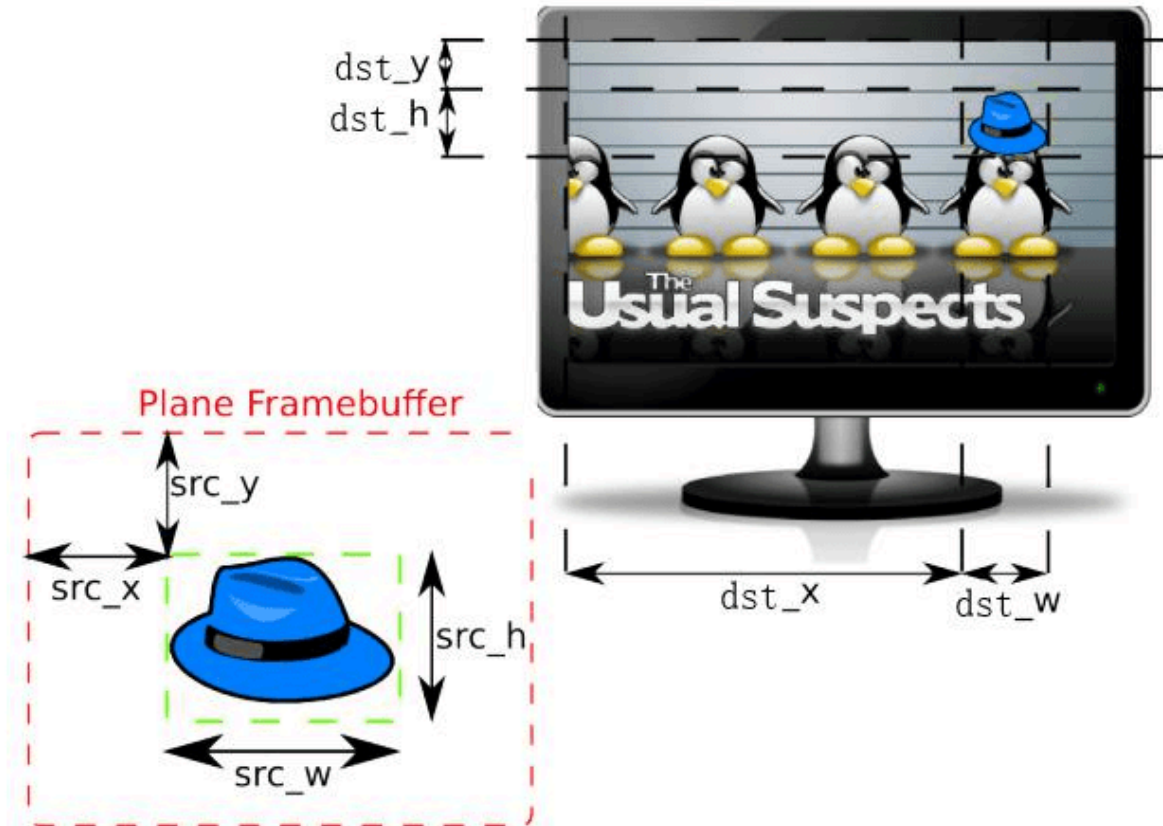 dst_y
dst_h
The
Usual Suspects
Plane Framebuffer
src_y
src_x
src_h
src_w
dst_x
dst_w